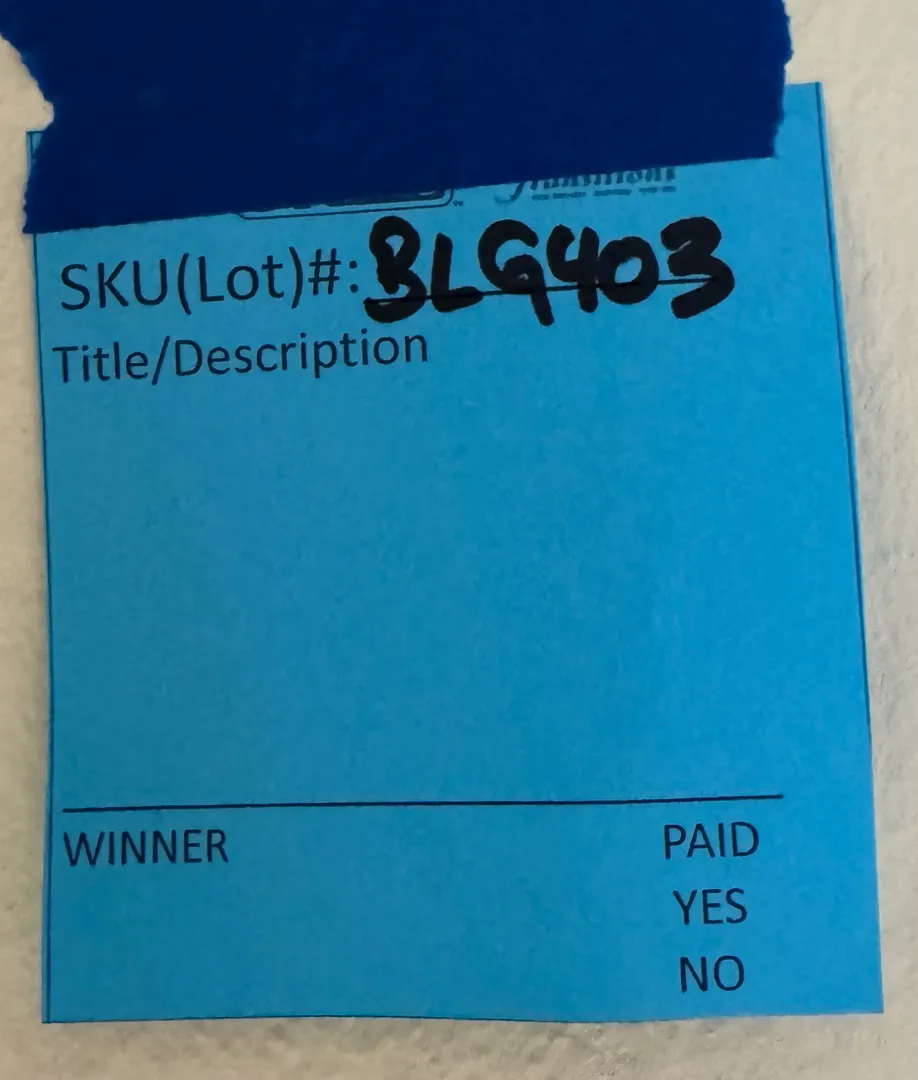 SKU(Lot)#: BLG403
Title/Description
WINNER PAID
YES
NO